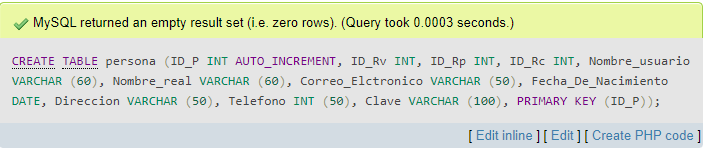 MySQL returned an empty result set (i.e. zero rows). (Query took 0.0003 seconds.)
CREATE TABLE persona (ID_P INT AUTO_INCREMENT, ID_Rv INT, ID_Rp INT, ID_Rc INT, Nombre_usuario
VARCHAR (60), Nombre_real VARCHAR (60), Correo_Elctronico VARCHAR (50), Fecha_De_Nacimiento
DATE, Direccion VARCHAR (50), Telefono INT (50), Clave VARCHAR (100), PRIMARY KEY (ID_P));
[ Edit inline ] [ Edit ] [ Create PHP code ]